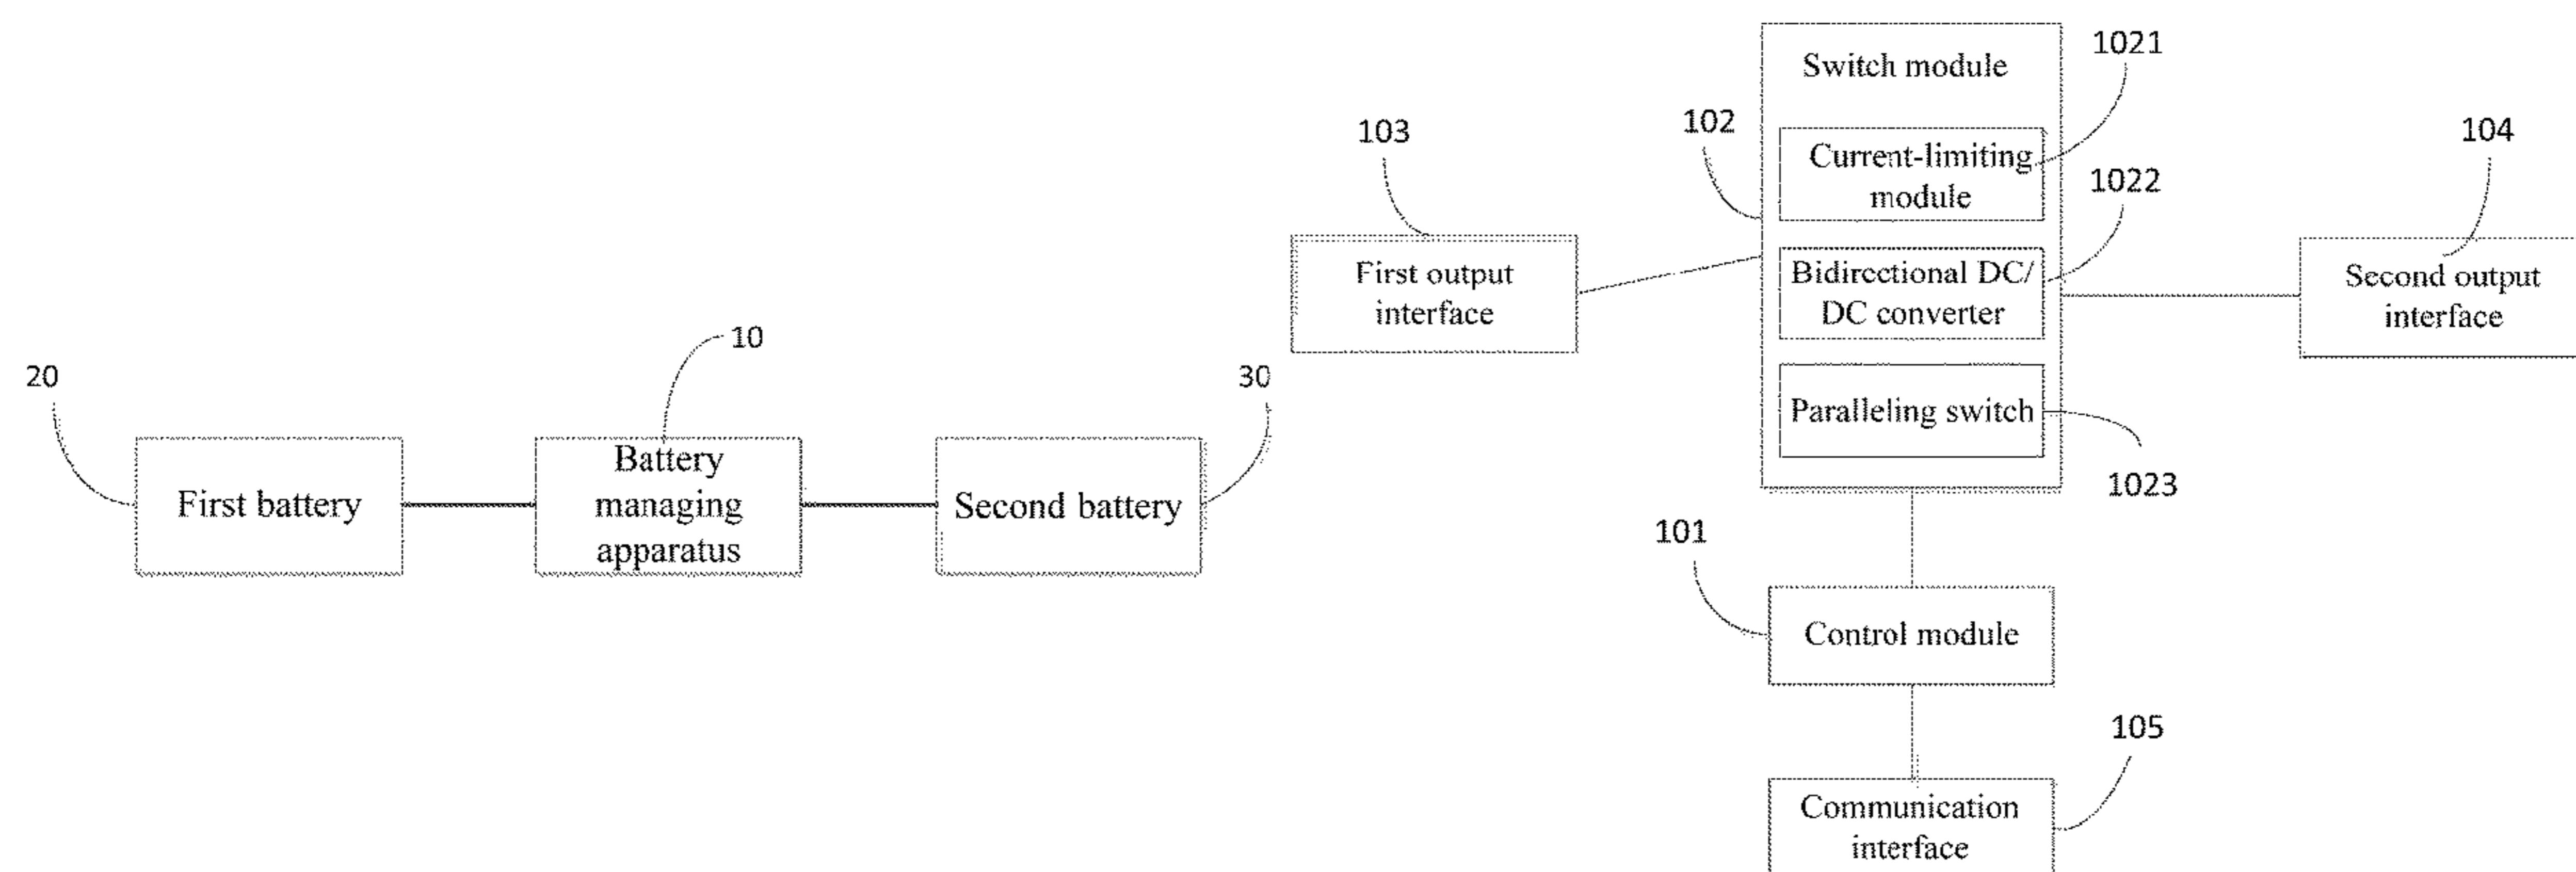 20
First battery
10
Battery
managing
apparatus
30
Second battery
103
First output
interface
102
Switch module
1021
Current-limiting
module
1022
Bidirectional DC/
DC converter
Paralleling switch
1023
104
Second output
interface
101
Control module
105
Communication
interface